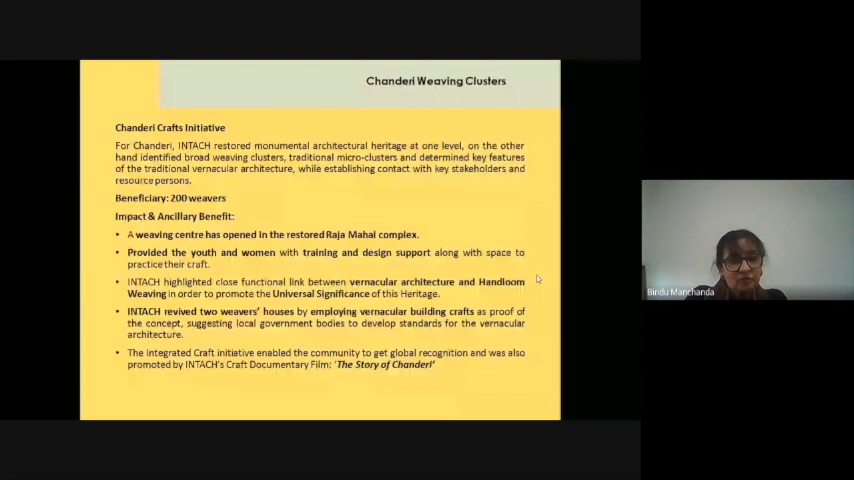 Chanderi Weaving Clusters
Chanderi Crafts Initiative
For Chanderi, INTACH restored monumental architectural heritage at one level, on the other
hand identified broad weaving clusters, traditional micro-clusters and determined key features
of the traditional vernacular architecture, while establishing contact with key stakeholders and
resource persons.
Beneficiary: 200 weavers
Impact & Ancillary Benefit:
• A weaving centre has opened in the restored Raja Mahal complex.
• Provided the youth and women with training and design support along with space to
practice their craft.
• INTACH highlighted close functional link between vernacular architecture and Handloom
Weaving in order to promote the Universal Significance of this Heritage.
• INTACH revived two weavers' houses by employing vernacular building crafts as proof of
the concept, suggesting local government bodies to develop standards for the vernacular
architecture.
• The Integrated Craft initiative enabled the community to get global recognition and was also
promoted by INTACH's Craft Documentary Film: 'The Story of Chanderi'
Bindu Manchanda